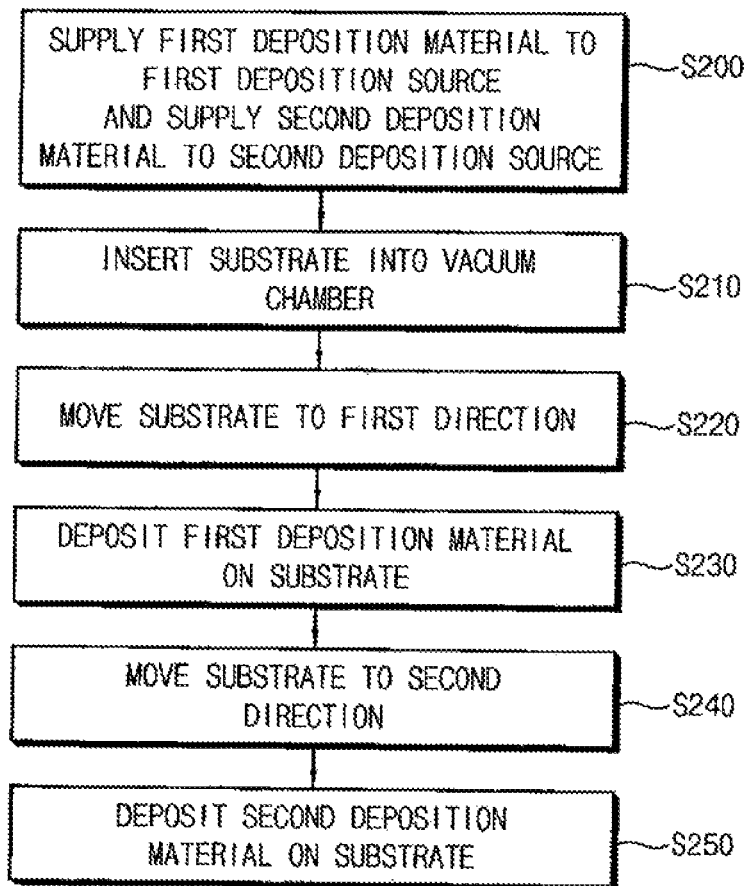 SUPPLY FIRST DEPOSITION MATERIAL TO
FIRST DEPOSITION SOURCE
AND SUPPLY SECOND DEPOSITION
MATERIAL TO SECOND DEPOSITION SOURCE
S200
INSERT SUBSTRATE INTO VACUUM
CHAMBER
S210
MOVE SUBSTRATE TO FIRST DIRECTION
S220
DEPOSIT FIRST DEPOSITION MATERIAL
ON SUBSTRATE
S230
MOVE SUBSTRATE TO SECOND
DIRECTION
S240
DEPOSIT SECOND DEPOSITION
MATERIAL ON SUBSTRATE
S250